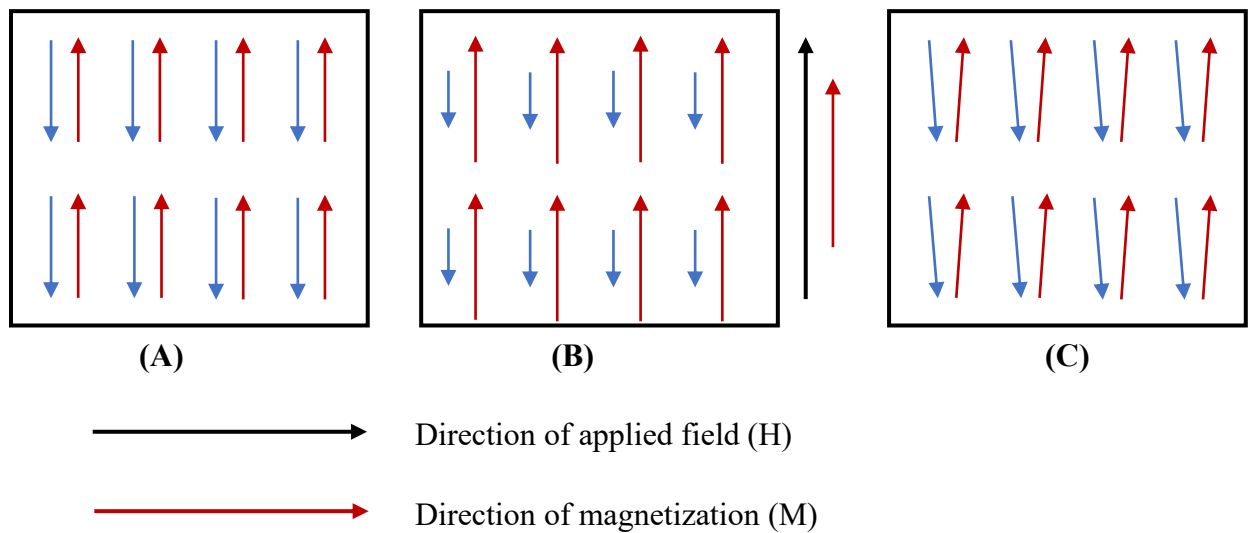 (A)
(B)
(C)
Direction of applied field (H)
Direction of magnetization (M)